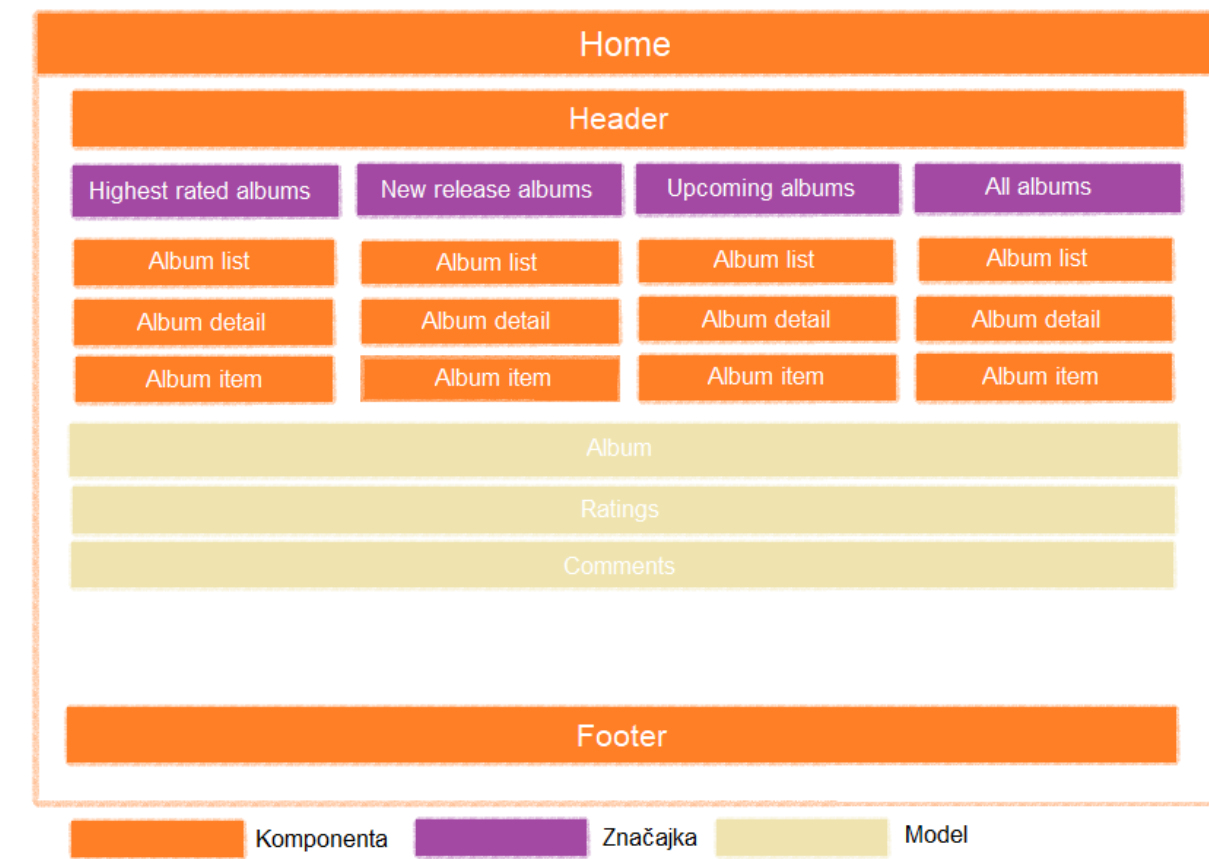 Home
Header
Highest rated albums New release albums Upcoming albums All albums
Album list Album list Album list Album list
Album detail Album detail Album detail Album detail
Album item Album item Album item Album item
Album
Ratings
Comments
Footer
Komponenta Značajka Model